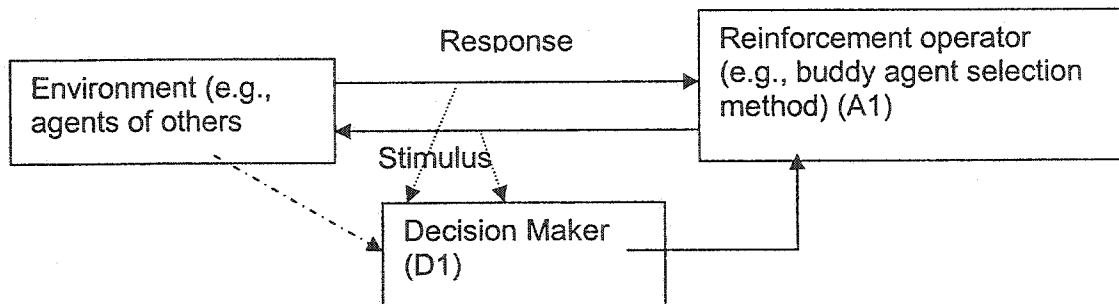 Response
Reinforcement operator
(e.g., buddy agent selection
method) (A1)
Environment (e.g.,
agents of others
Stimulus
Decision Maker
(D1)